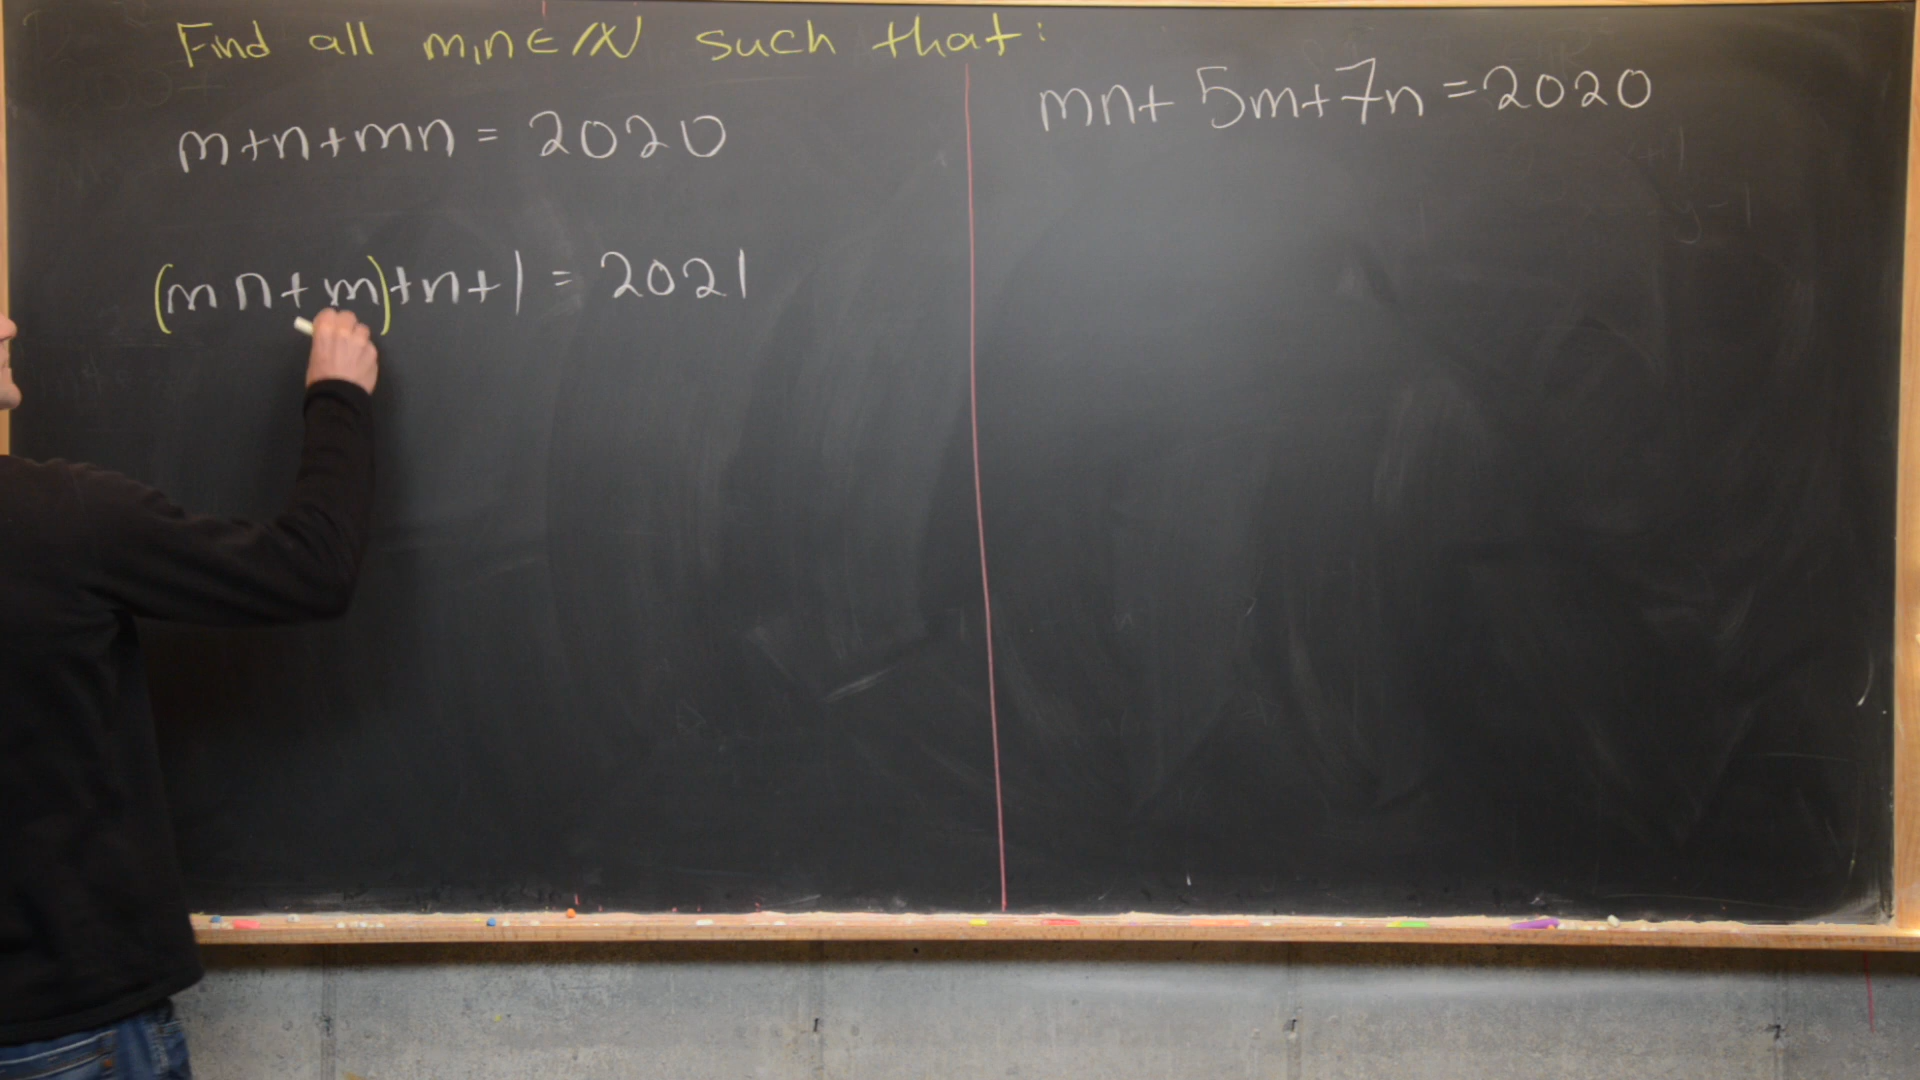 Find all m,n∈ℕ such that:
m+n+mn = 2020
(mn+m)+n+1 = 2021
mn+5m+7n=2020